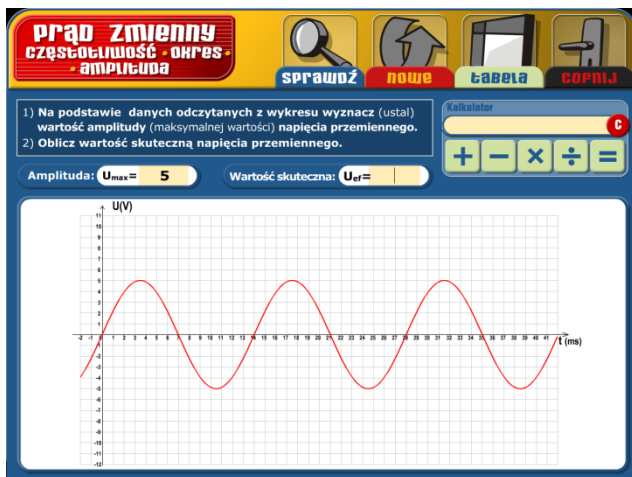 PRąD ZMIENNY
CZĘSTOTLIWOŚĆ • OKRES •
• AMPLITUDA
SPRAWDŹ
NOWE
TABELA
COFNIJ
1) Na podstawie danych odczytanych z wykresu wyznacz (ustal)
wartość amplitudy (maksymalnej wartości) napięcia przemiennego.
2) Oblicz wartość skuteczną napięcia przemiennego.
Kalkulator
C
+ − × ÷ =
Amplituda: Umax= 5
Wartość skuteczna: Uef=
U(V)
11
10
9
8
7
6
5
4
3
2
1
-2 -1 0 1 2 3 4 5 6 7 8 9 10 11 12 13 14 15 16 17 18 19 20 21 22 23 24 25 26 27 28 29 30 31 32 33 34 35 36 37 38 39 40 41
t (ms)
-1
-2
-3
-4
-5
-6
-7
-8
-9
-10
-11
-12